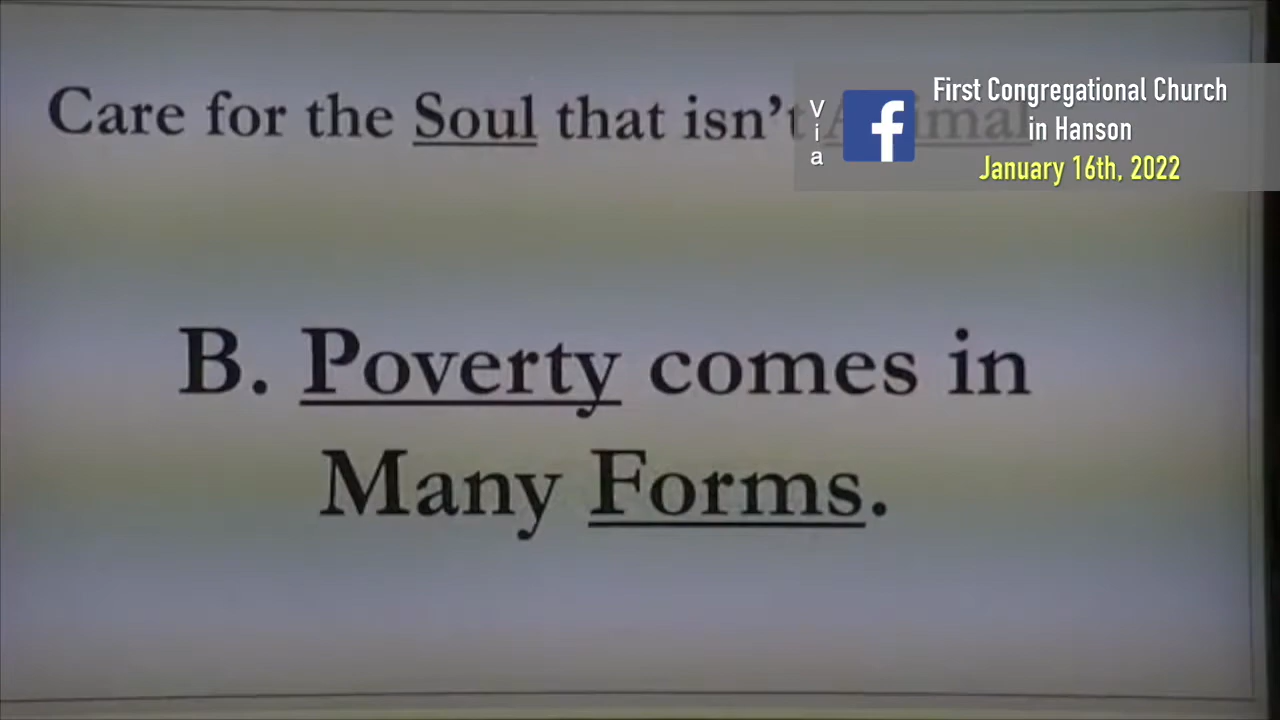 Care for the Soul that isn't Animal
First Congregational Church
in Hanson
January 16th, 2022
Via
B. Poverty comes in
Many Forms.